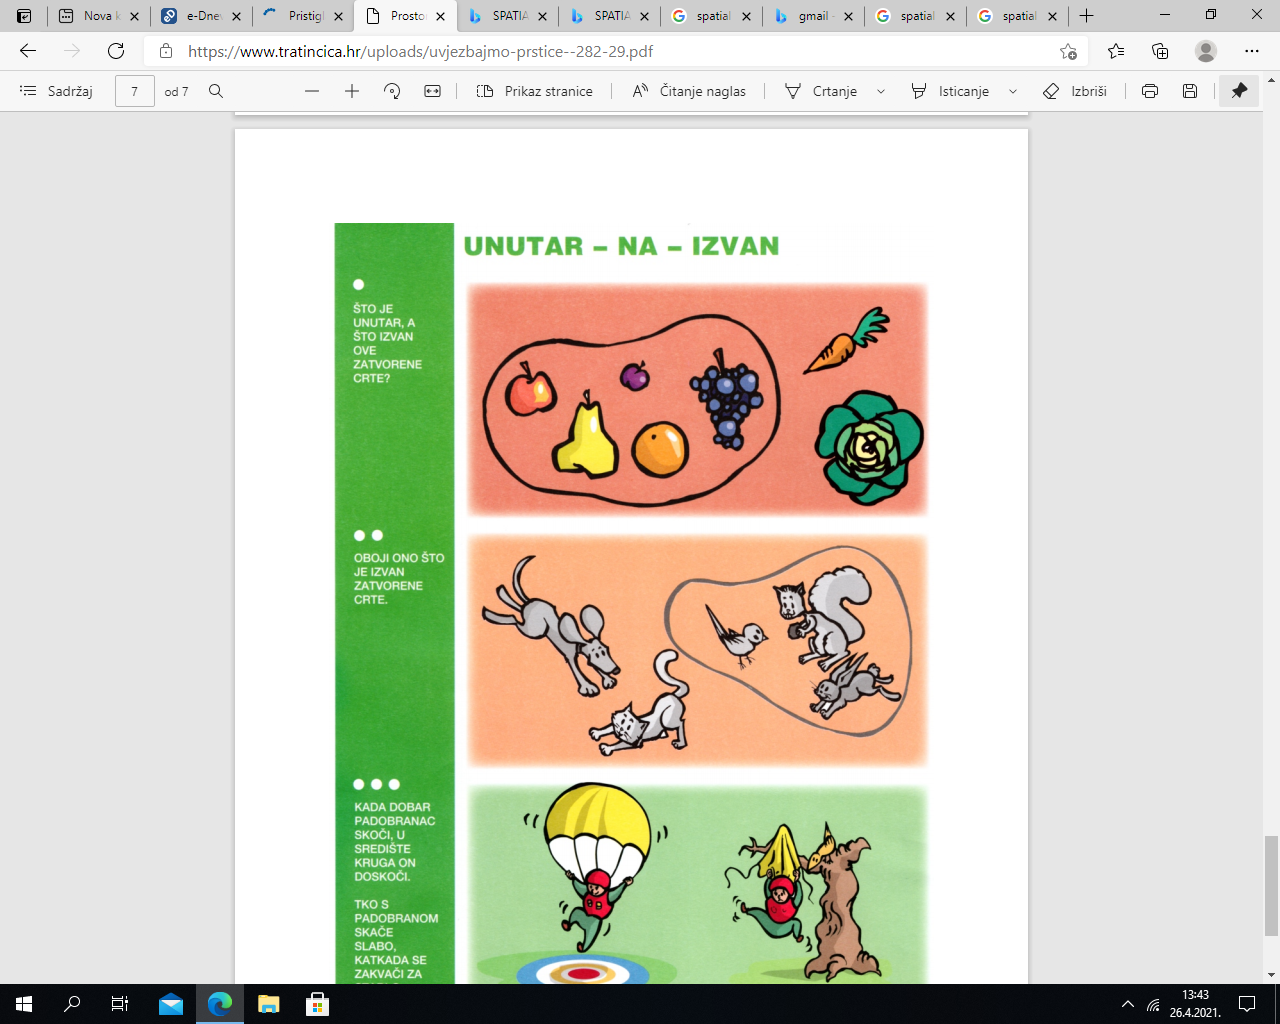 Nova k
e-Dnev
Pristigl
Prosto
SPATIA
SPATIA
gmail -
spatial
spatial
https://www.tratincica.hr/uploads/uvjezbajmo-prstice--282-29.pdf
Sadržaj
7
od 7
Prikaz stranice
Čitanje naglas
Crtanje
Isticanje
Izbriši
UNUTAR – NA – IZVAN
ŠTO JE
UNUTAR, A
ŠTO IZVAN
OVE
ZATVORENE
CRTE?
OBOJI ONO ŠTO
JE IZVAN
ZATVORENE
CRTE.
KADA DOBAR
PADOBRANAC
SKOČI, U
SREDIŠTE
KRUGA ON
DOSKOČI.
TKO S
PADOBRANOM
SKAČE
SLABO,
KATKADA SE
ZAKVAČI ZA
13:43
26.4.2021.